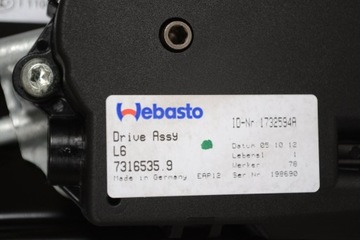 Webasto
ID-Nr 1732594A
Drive Assy
L6
7316535.9
Made in Germany EAP12
Datum 05.10.12
Lebensl 1
Werker: 78
Ser Nr 198690